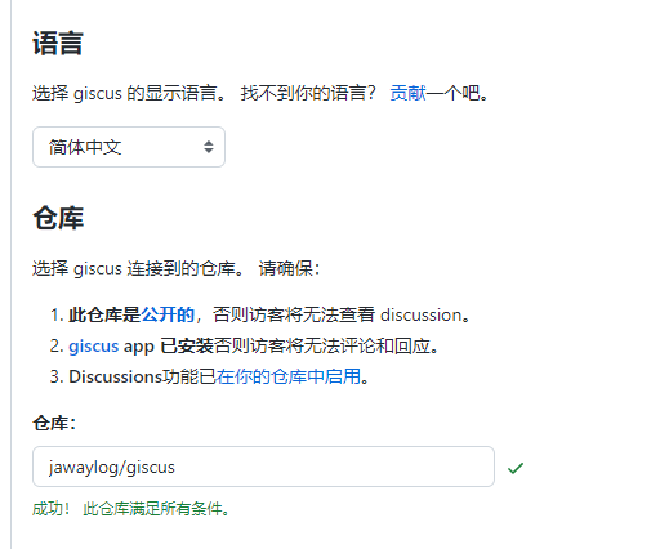 语言
选择 giscus 的显示语言。 找不到你的语言？ 贡献一个吧。
简体中文
仓库
选择 giscus 连接到的仓库。 请确保：
1. 此仓库是公开的，否则访客将无法查看 discussion。
2. giscus app 已安装否则访客将无法评论和回应。
3. Discussions功能已在你的仓库中启用。
仓库：
jawaylog/giscus
成功！ 此仓库满足所有条件。